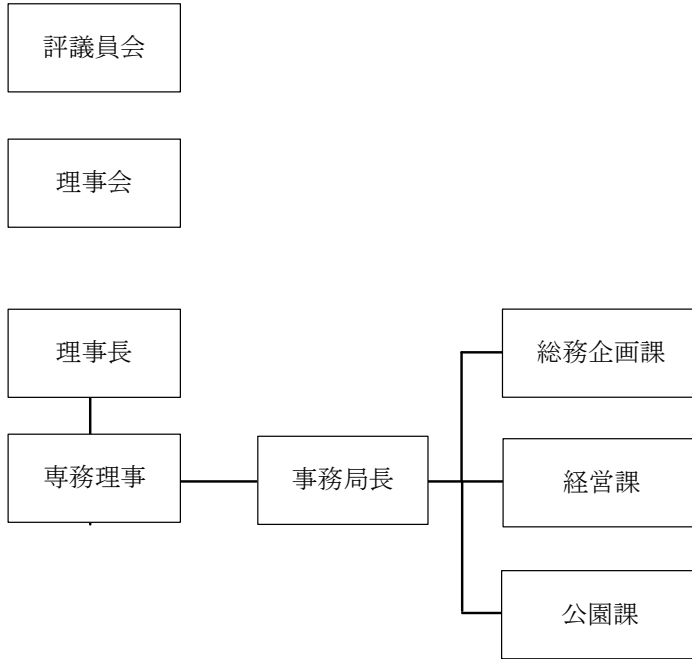 評議員会
理事会
理事長
専務理事
事務局長
総務企画課
経営課
公園課